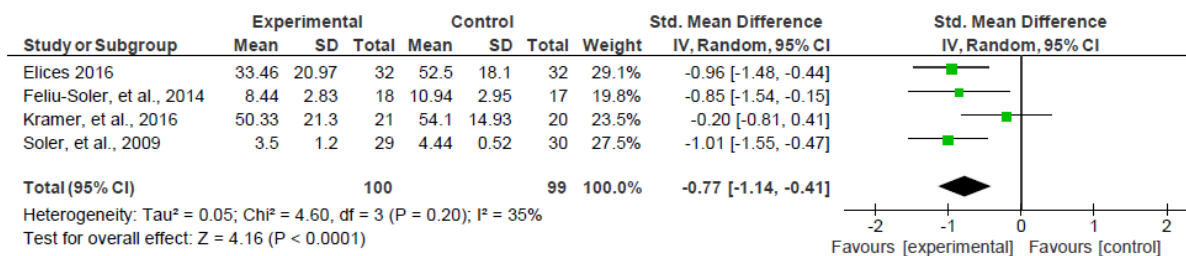 Experimental Control Std. Mean Difference Std. Mean Difference
Study or Subgroup Mean SD Total Mean SD Total Weight IV, Random, 95% CI IV, Random, 95% CI
Elices 2016 33.46 20.97 32 52.5 18.1 32 29.1% -0.96 [-1.48, -0.44]
Feliu-Soler, et al., 2014 8.44 2.83 18 10.94 2.95 17 19.8% -0.85 [-1.54, -0.15]
Kramer, et al., 2016 50.33 21.3 21 54.1 14.93 20 23.5% -0.20 [-0.81, 0.41]
Soler, et al., 2009 3.5 1.2 29 4.44 0.52 30 27.5% -1.01 [-1.55, -0.47]
Total (95% CI) 100 99 100.0% -0.77 [-1.14, -0.41]
Heterogeneity: Tau² = 0.05; Chi² = 4.60, df = 3 (P = 0.20); I² = 35%
Test for overall effect: Z = 4.16 (P < 0.0001)
-2 -1 0 1 2
Favours [experimental] Favours [control]